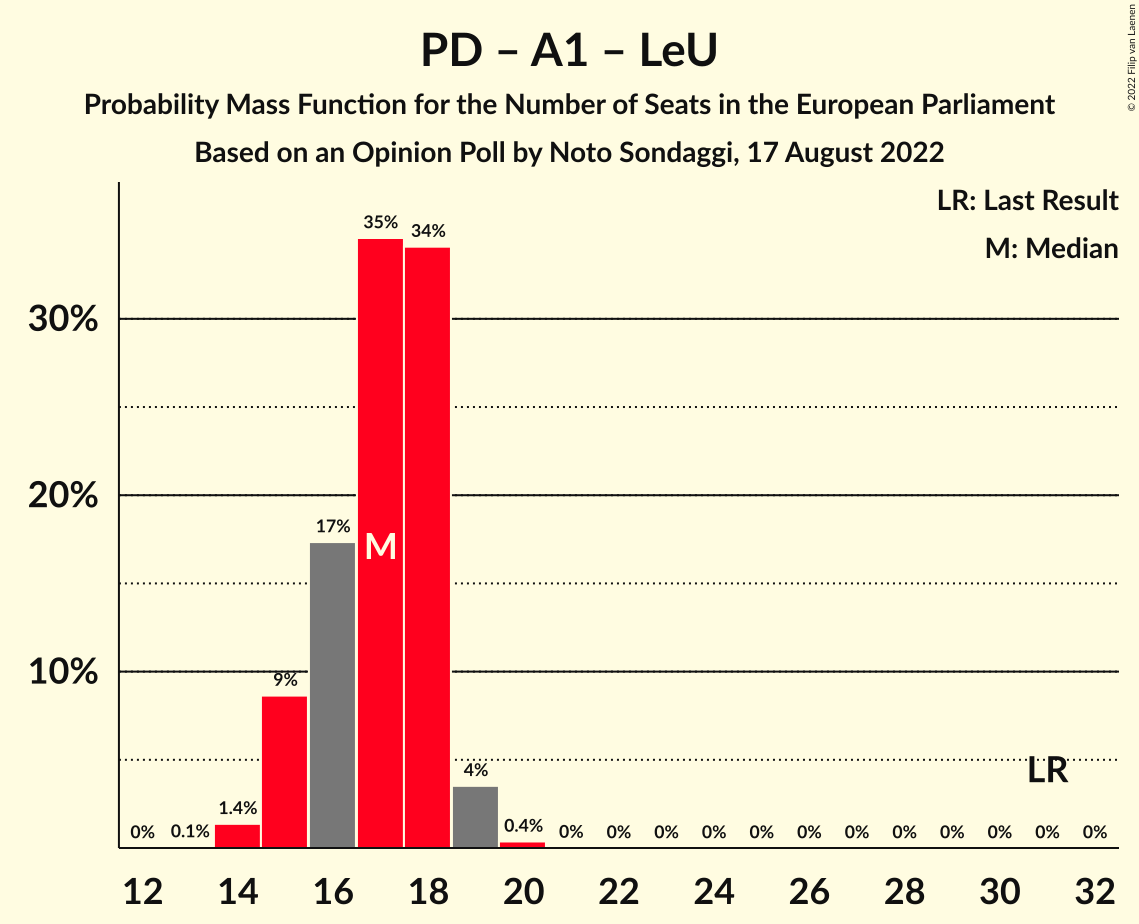 PD – A1 – LeU
Probability Mass Function for the Number of Seats in the European Parliament
Based on an Opinion Poll by Noto Sondaggi, 17 August 2022
© 2022 Filip van Laenen
LR: Last Result
M: Median
35%
34%
30%
20%
17%
M
10%
9%
4%
LR
1.4%
0.4%
0%
0.1%
0%
0%
0%
0%
0%
0%
0%
0%
0%
0%
0%
0%
12 14 16 18 20 22 24 26 28 30 32